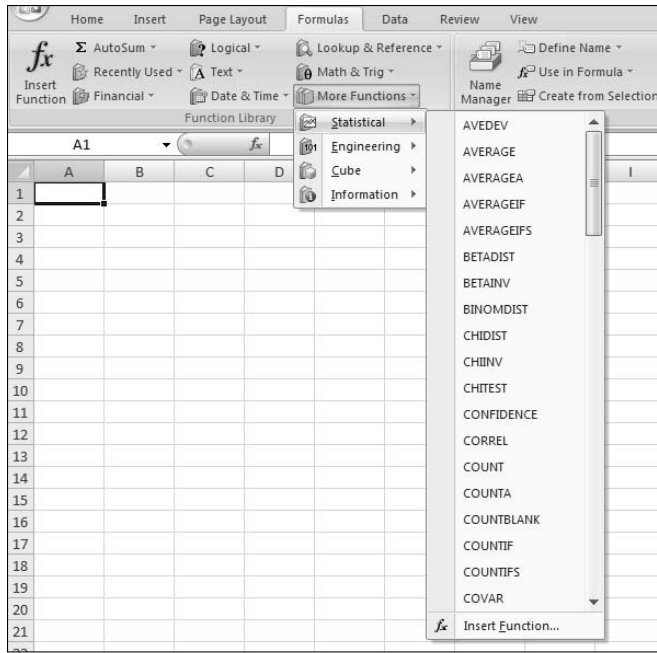 Home Insert Page Layout Formulas Data Review View
Σ AutoSum Logical Lookup & Reference Define Name
fx Recently Used Text Math & Trig Name Manager fx Use in Formula
Insert Function Financial Date & Time More Functions Create from Selection
Function Library
A1 fx
A B C D I
Statistical
Engineering
Cube
Information
AVEDEV
AVERAGE
AVERAGEA
AVERAGEIF
AVERAGEIFS
BETADIST
BETAINV
BINOMDIST
CHIDIST
CHIINV
CHITEST
CONFIDENCE
CORREL
COUNT
COUNTA
COUNTBLANK
COUNTIF
COUNTIFS
COVAR
fx Insert Function...
1
2
3
4
5
6
7
8
9
10
11
12
13
14
15
16
17
18
19
20
21